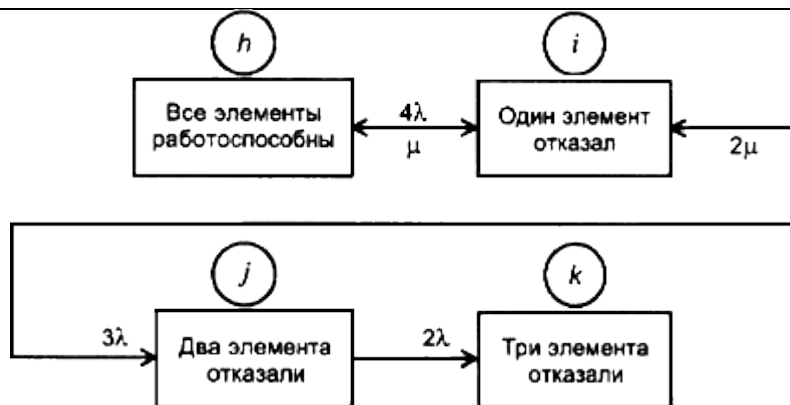 h
i
Все элементы
работоспособны
4λ
μ
Один элемент
отказал
2μ
j
k
3λ
Два элемента
отказали
2λ
Три элемента
отказали